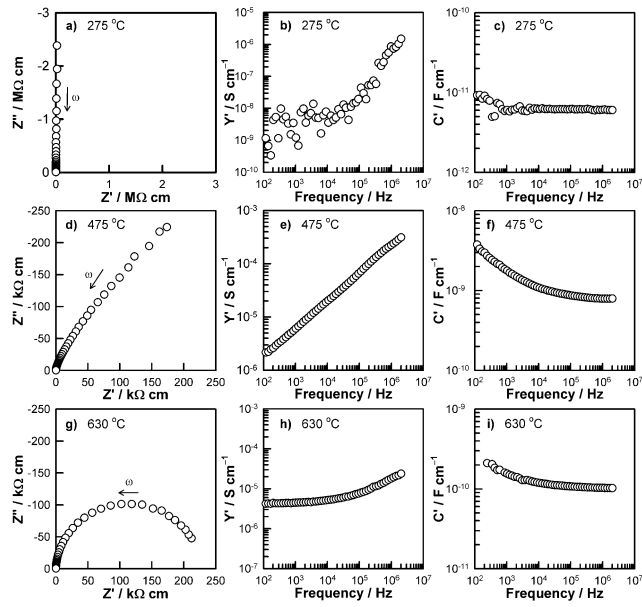 a) 275 °C
Z'' / MΩ cm
-3
-2
-1
0
ω
0 1 2 3
Z' / MΩ cm
b) 275 °C
Y' / S cm⁻¹
10⁻⁵
10⁻⁶
10⁻⁷
10⁻⁸
10⁻⁹
10⁻¹⁰
10² 10³ 10⁴ 10⁵ 10⁶ 10⁷
Frequency / Hz
c) 275 °C
C' / F cm⁻¹
10⁻¹⁰
10⁻¹¹
10⁻¹²
10² 10³ 10⁴ 10⁵ 10⁶ 10⁷
Frequency / Hz
d) 475 °C
Z'' / kΩ cm
-250
-200
-150
-100
-50
0
ω
0 50 100 150 200 250
Z' / kΩ cm
e) 475 °C
Y' / S cm⁻¹
10⁻³
10⁻⁴
10⁻⁵
10⁻⁶
10² 10³ 10⁴ 10⁵ 10⁶ 10⁷
Frequency / Hz
f) 475 °C
C' / F cm⁻¹
10⁻⁸
10⁻⁹
10⁻¹⁰
10² 10³ 10⁴ 10⁵ 10⁶ 10⁷
Frequency / Hz
g) 630 °C
Z'' / kΩ cm
-250
-200
-150
-100
-50
0
ω
0 50 100 150 200 250
Z' / kΩ cm
h) 630 °C
Y' / S cm⁻¹
10⁻³
10⁻⁴
10⁻⁵
10⁻⁶
10⁻⁷
10² 10³ 10⁴ 10⁵ 10⁶ 10⁷
Frequency / Hz
i) 630 °C
C' / F cm⁻¹
10⁻⁹
10⁻¹⁰
10⁻¹¹
10² 10³ 10⁴ 10⁵ 10⁶ 10⁷
Frequency / Hz